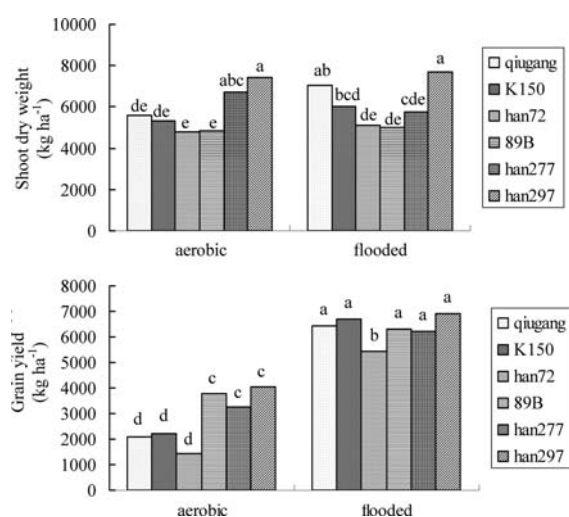 Shoot dry weight
(kg ha-1)
10000
8000
6000
4000
2000
0
de de e e abc a
ab bcd de de cde a
aerobic flooded
qiugang
K150
han72
89B
han277
han297
Grain yield
(kg ha-1)
8000
7000
6000
5000
4000
3000
2000
1000
0
d d d c c c
a a b a a a
aerobic flooded
qiugang
K150
han72
89B
han277
han297